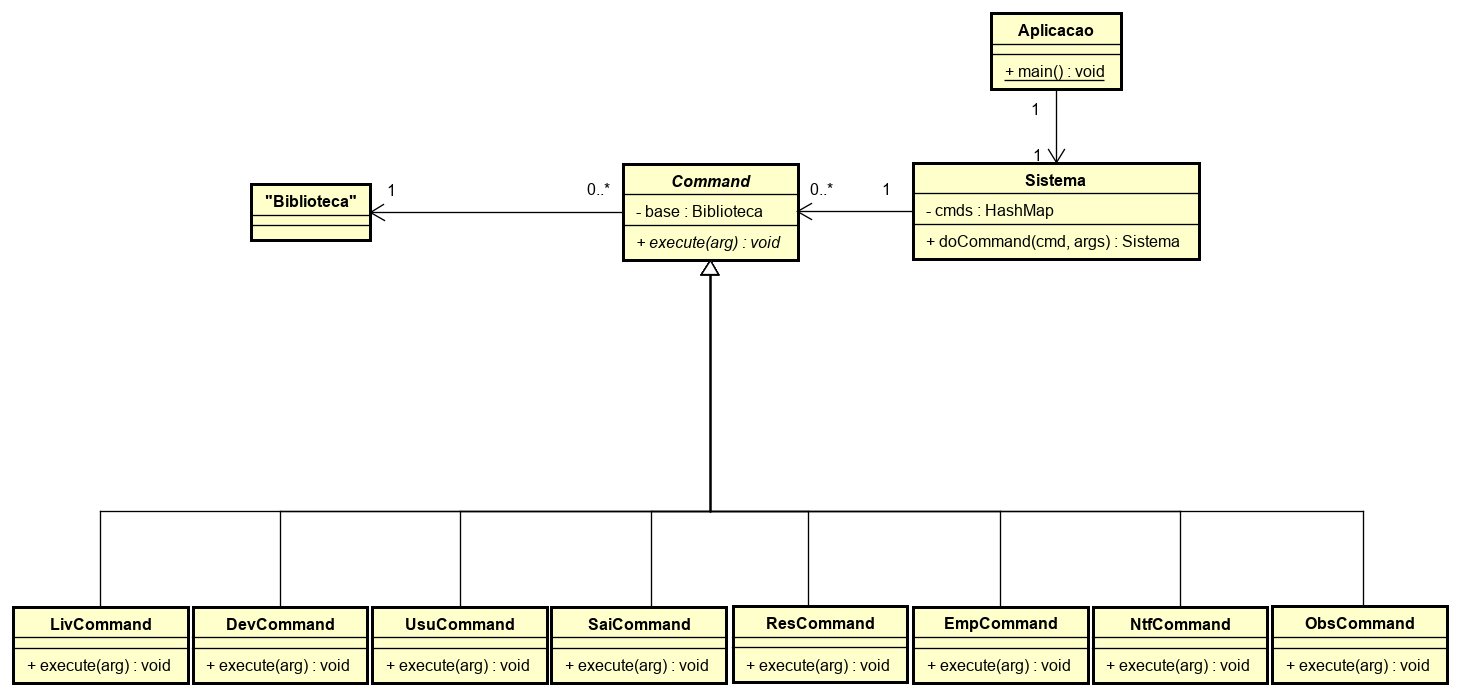 Aplicacao
+ main() : void
1
1
"Biblioteca"
1
0..*
Command
- base : Biblioteca
+ execute(arg) : void
0..*
1
Sistema
- cmds : HashMap
+ doCommand(cmd, args) : Sistema
LivCommand
+ execute(arg) : void
DevCommand
+ execute(arg) : void
UsuCommand
+ execute(arg) : void
SaiCommand
+ execute(arg) : void
ResCommand
+ execute(arg) : void
EmpCommand
+ execute(arg) : void
NtfCommand
+ execute(arg) : void
ObsCommand
+ execute(arg) : void